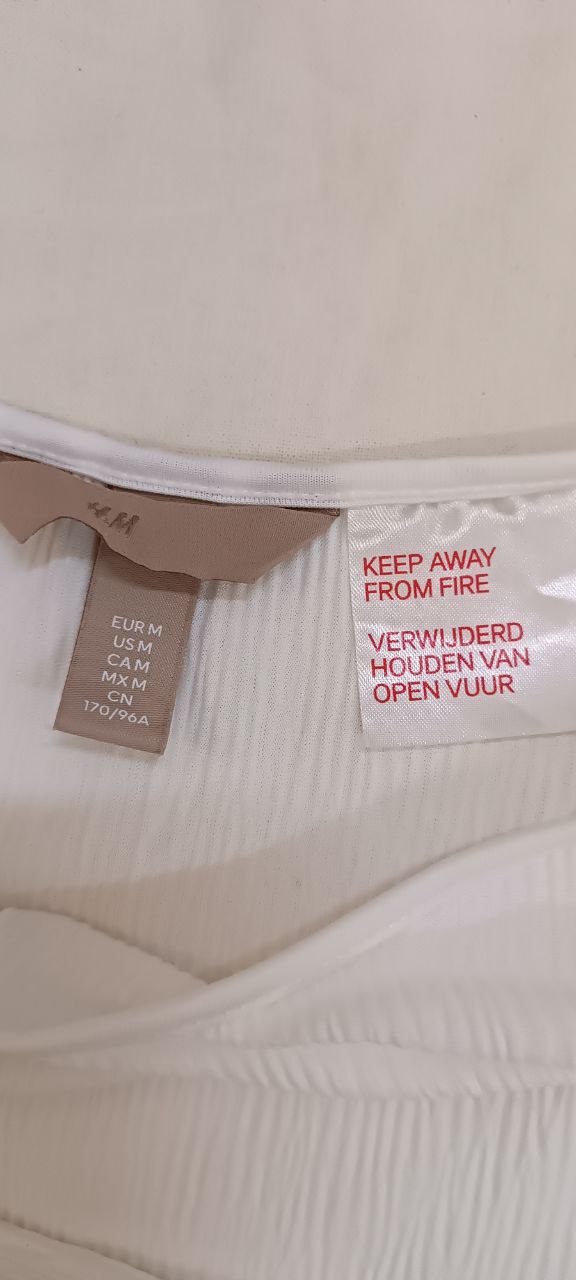 H&M
EUR M
US M
CA M
MX M
CN
170/96A
KEEP AWAY
FROM FIRE
VERWIJDERD
HOUDEN VAN
OPEN VUUR